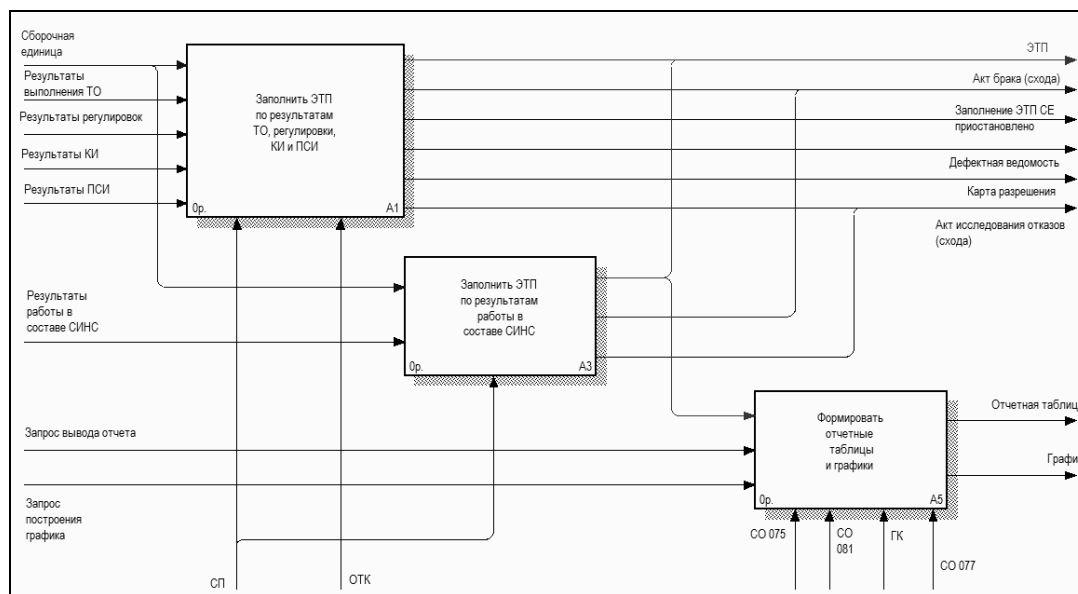 Сборочная
единица
Результаты
выполнения ТО
Результаты регулировок
Результаты КИ
Результаты ПСИ
Заполнить ЭТП
по результатам
ТО, регулировки,
КИ и ПСИ
0р.
A1
ЭТП
Акт брака (схода)
Заполнение ЭТП СЕ
приостановлено
Дефектная ведомость
Карта разрешения
Акт исследования отказов
(схода)
Результаты
работы в
составе СИНС
Заполнить ЭТП
по результатам
работы в
составе СИНС
0р.
A3
Запрос вывода отчета
Запрос
построения
графика
Формировать
отчетные
таблицы
и графики
0р.
A5
Отчетная таблиц
Графи
СП
ОТК
СО 075
СО
081
ГК
СО 077